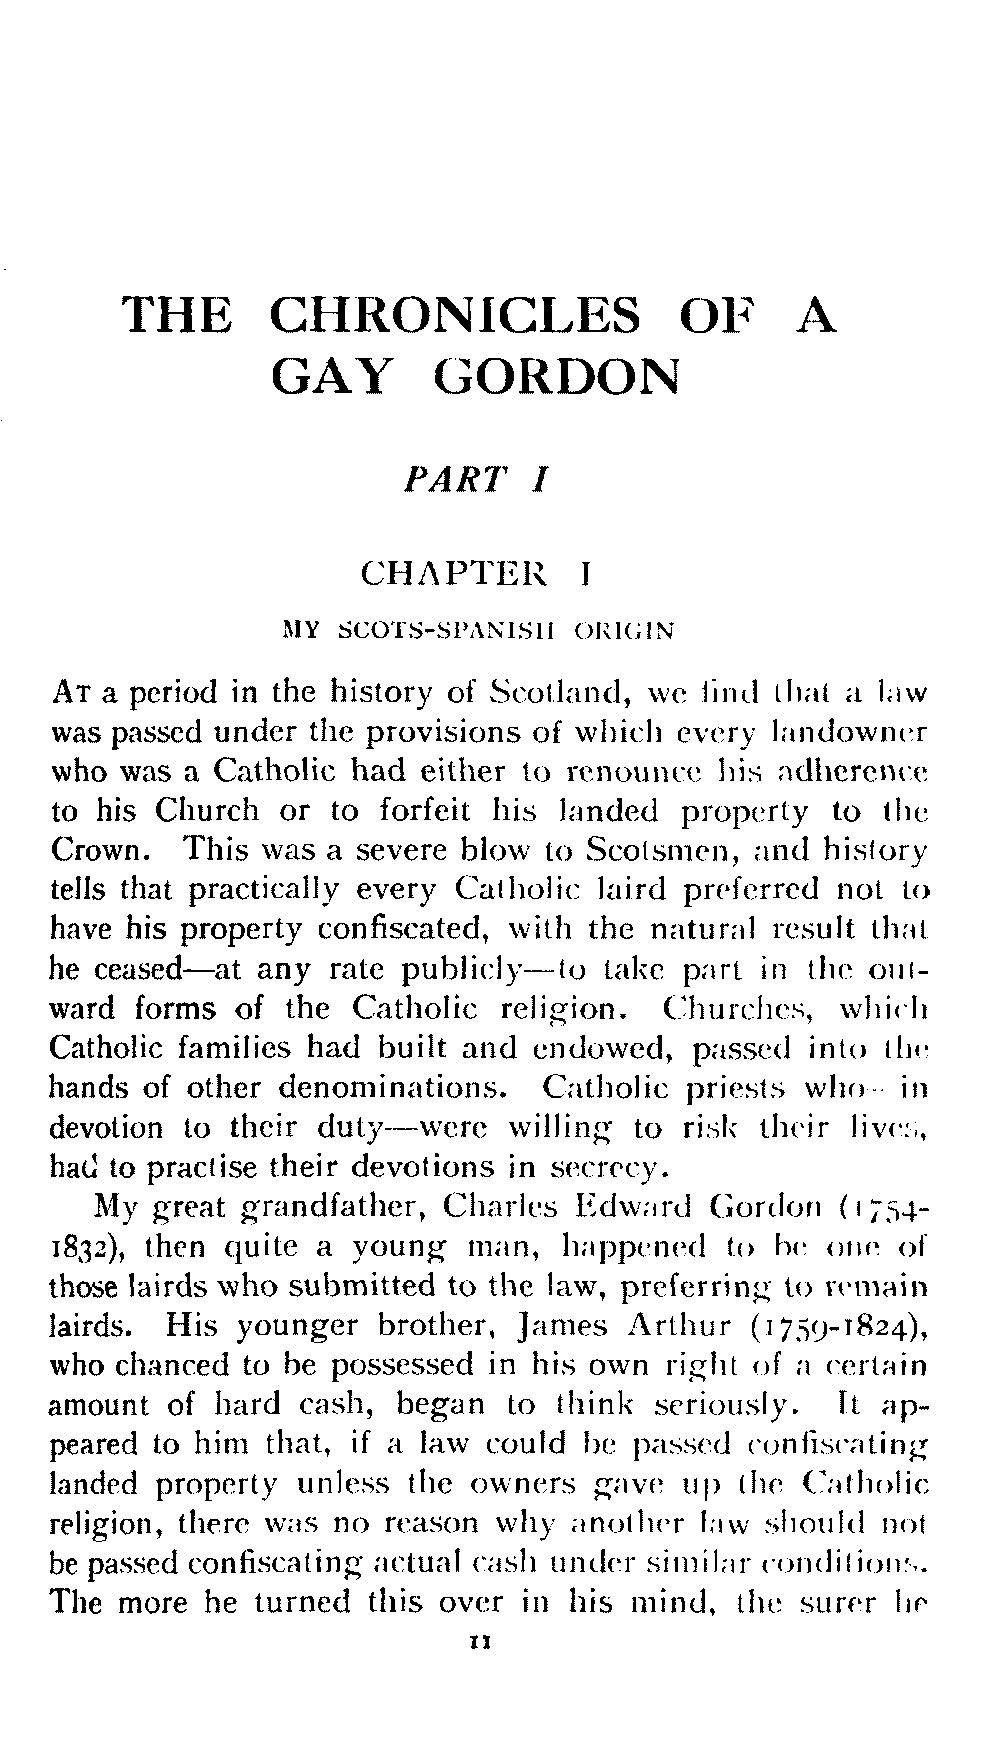 THE CHRONICLES OF A
GAY GORDON
PART I
CHAPTER I
MY SCOTS-SPANISH ORIGIN
AT a period in the history of Scotland, we find that a law
was passed under the provisions of which every landowner
who was a Catholic had either to renounce his adherence
to his Church or to forfeit his landed property to the
Crown. This was a severe blow to Scotsmen, and history
tells that practically every Catholic laird preferred not to
have his property confiscated, with the natural result that
he ceased—at any rate publicly—to take part in the out-
ward forms of the Catholic religion. Churches, which
Catholic families had built and endowed, passed into the
hands of other denominations. Catholic priests who—in
devotion to their duty—were willing to risk their lives,
had to practise their devotions in secrecy.
My great grandfather, Charles Edward Gordon (1754-
1832), then quite a young man, happened to be one of
those lairds who submitted to the law, preferring to remain
lairds. His younger brother, James Arthur (1759-1824),
who chanced to be possessed in his own right of a certain
amount of hard cash, began to think seriously. It ap-
peared to him that, if a law could be passed confiscating
landed property unless the owners gave up the Catholic
religion, there was no reason why another law should not
be passed confiscating actual cash under similar conditions.
The more he turned this over in his mind, the surer he
11